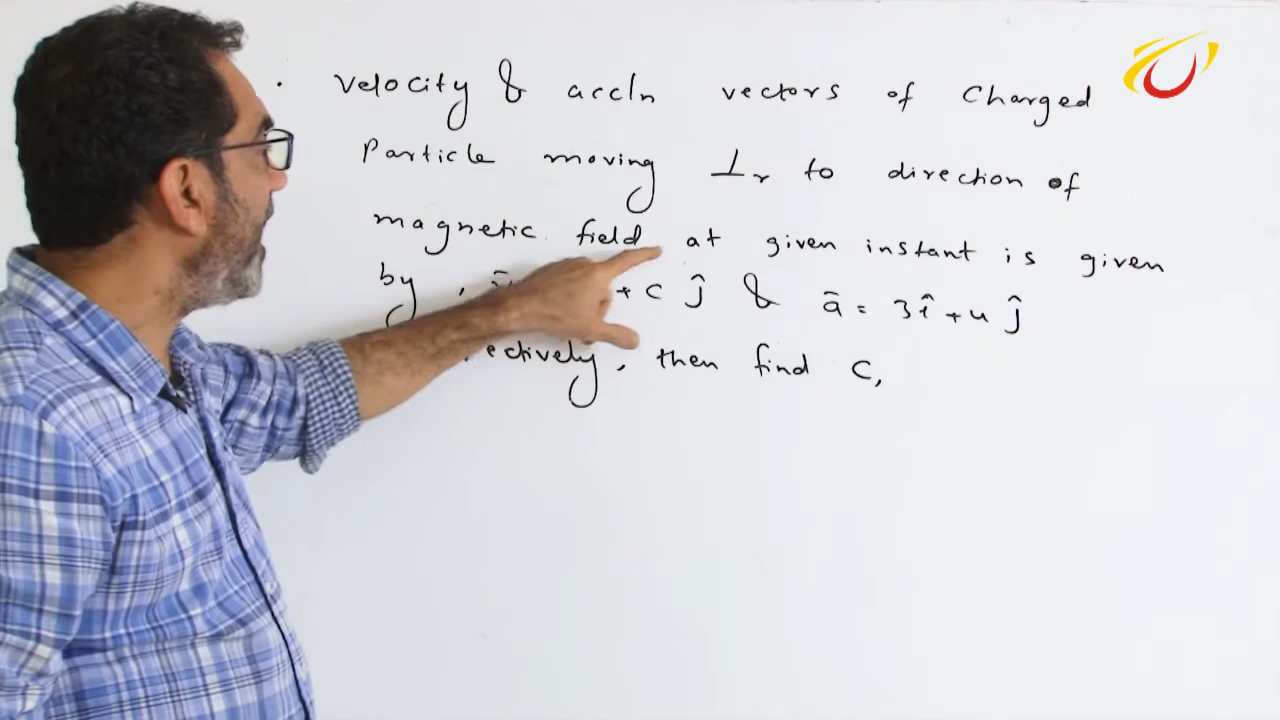 . Velocity & accln vectors of Charged
Particle moving ⊥r to direction of
magnetic field at given instant is given
by , + c ĵ & ā = 3î + 4 ĵ
ectively, then find c,